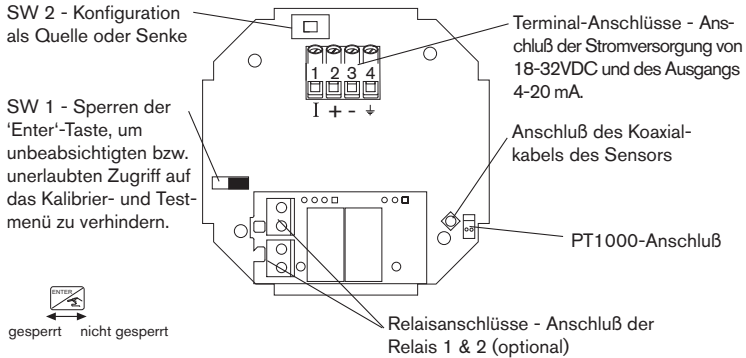 SW 2 - Konfiguration
als Quelle oder Senke
Terminal-Anschlüsse - Ans-
chluß der Stromversorgung von
18-32VDC und des Ausgangs
4-20 mA.
1 2 3 4
I + - ⏚
SW 1 - Sperren der
‘Enter‘-Taste, um
unbeabsichtigten bzw.
unerlaubten Zugriff auf
das Kalibrier- und Test-
menü zu verhindern.
Anschluß des Koaxial-
kabels des Sensors
PT1000-Anschluß
ENTER
gesperrt nicht gesperrt
Relaisanschlüsse - Anschluß der
Relais 1 & 2 (optional)